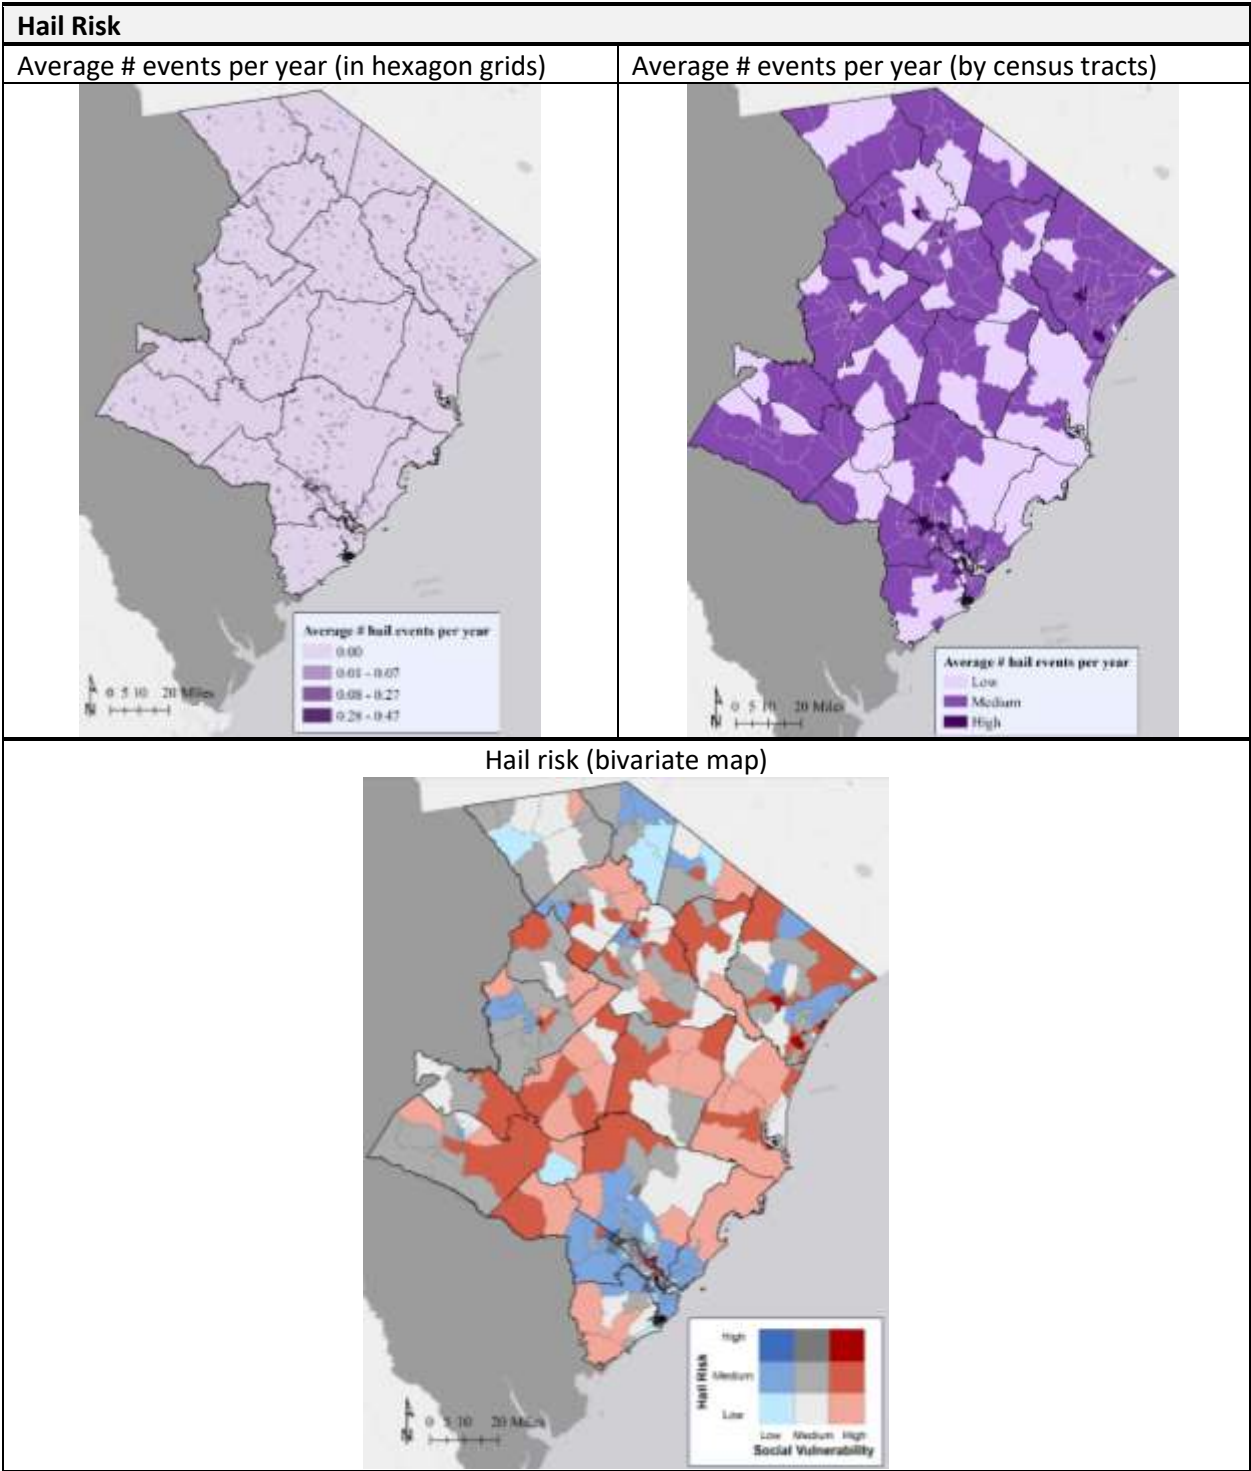 Hail Risk
Average # events per year (in hexagon grids)
Average # events per year (by census tracts)
Average # hail events per year
0.00
0.01 - 0.07
0.08 - 0.27
0.28 - 0.47
N
0 5 10 20 Miles
Average # hail events per year
Low
Medium
High
N
0 5 10 20 Miles
Hail risk (bivariate map)
Hail Risk
High
Medium
Low
Low Medium High
Social Vulnerability
N
0 5 10 20 Miles